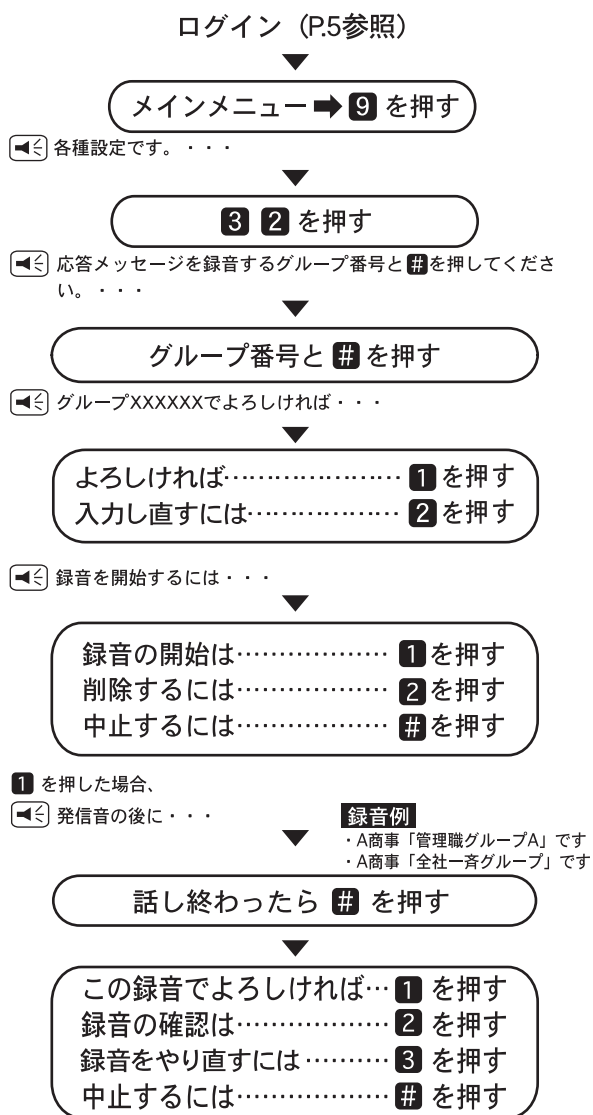 ログイン（P.5参照）
メインメニュー➡9を押す
各種設定です。・・・
3 2 を押す
応答メッセージを録音するグループ番号と#を押してくださ
い。・・・
グループ番号と # を押す
グループXXXXXXでよろしければ・・・
よろしければ………………… 1を押す
入力し直すには……………… 2を押す
録音を開始するには・・・
録音の開始は……………… 1を押す
削除するには……………… 2を押す
中止するには……………… #を押す
1 を押した場合、
発信音の後に・・・
録音例
・A商事「管理職グループA」です
・A商事「全社一斉グループ」です
話し終わったら # を押す
この録音でよろしければ… 1 を押す
録音の確認は……………… 2 を押す
録音をやり直すには………… 3 を押す
中止するには……………… # を押す